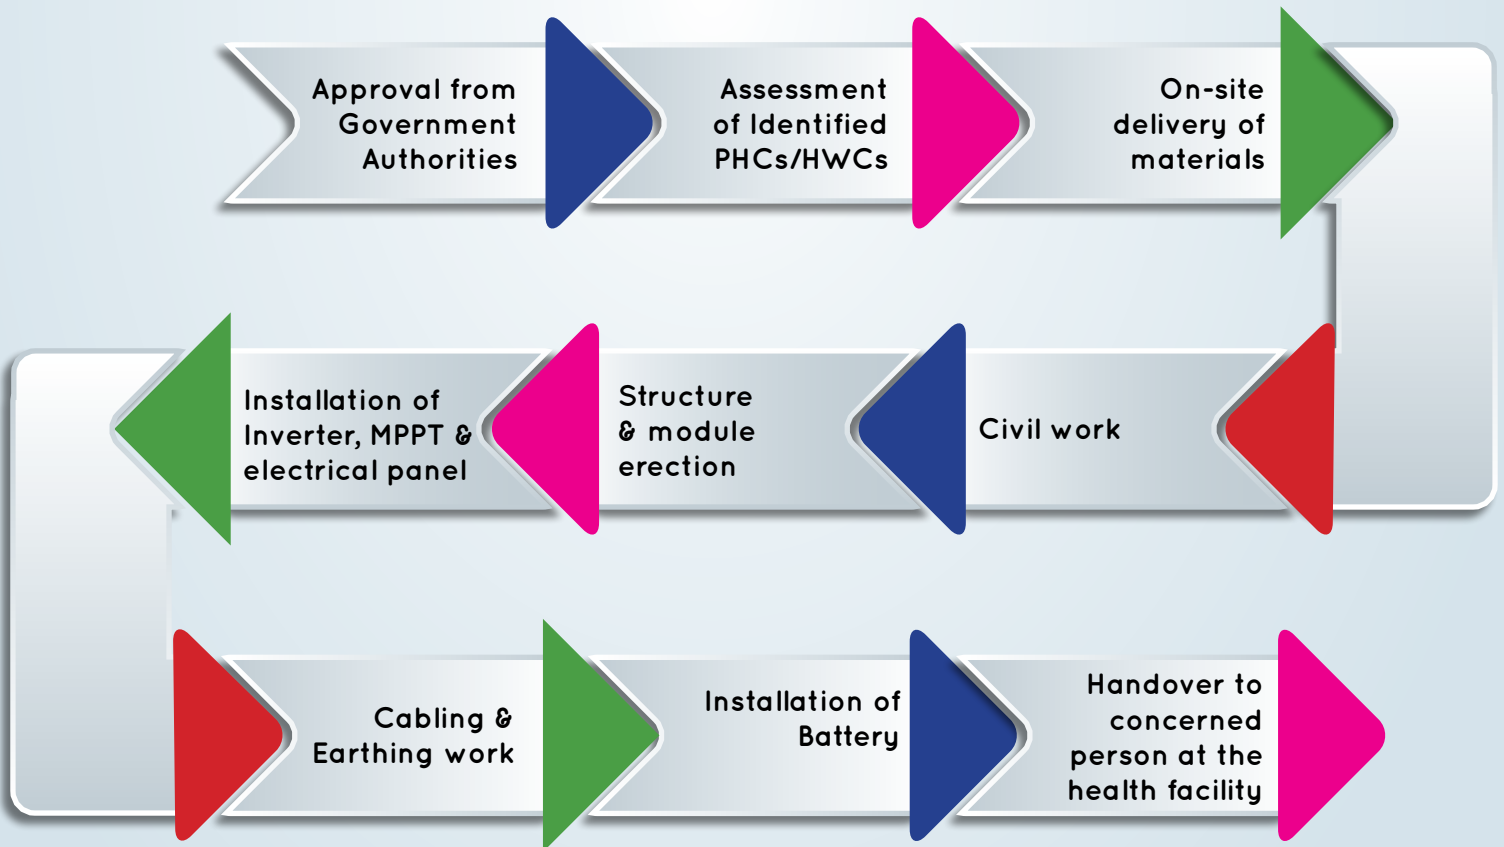 Approval from
Government
Authorities
Assessment
of Identified
PHCs/HWCs
On-site
delivery of
materials
Civil work
Structure
& module
erection
Installation of
Inverter, MPPT &
electrical panel
Cabling &
Earthing work
Installation of
Battery
Handover to
concerned
person at the
health facility